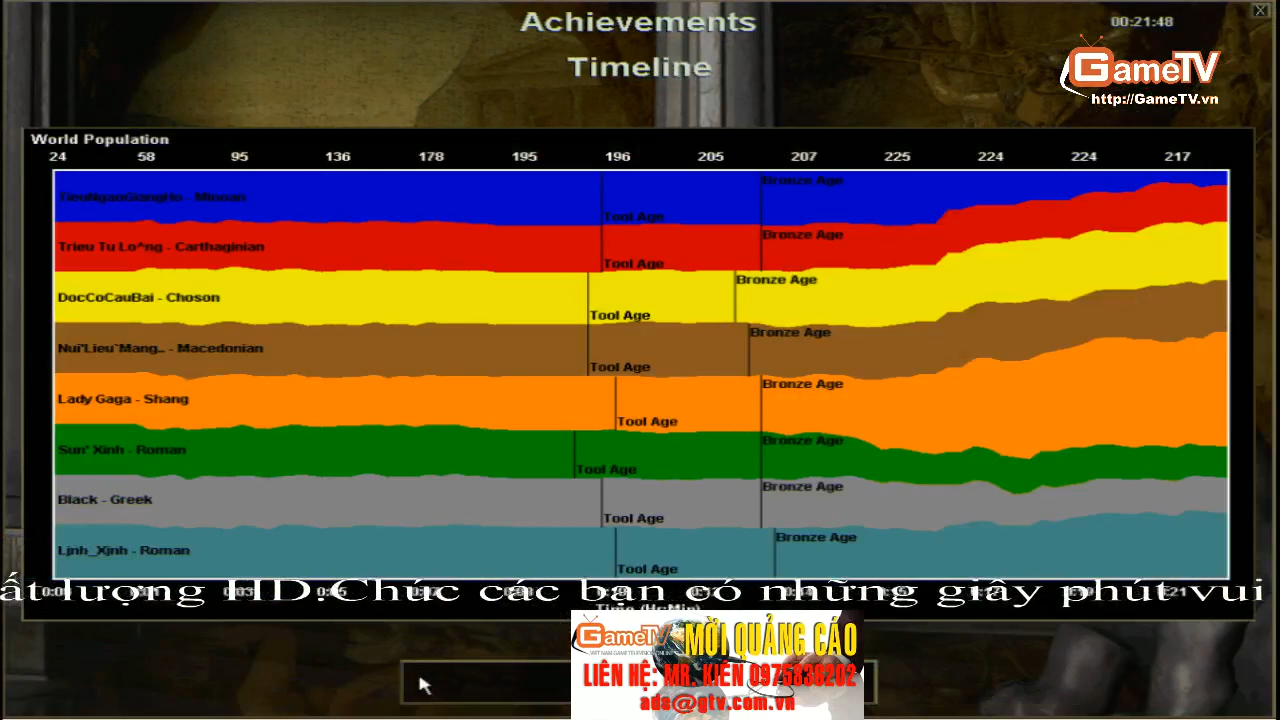 Achievements
00:21:48
Timeline
GameTV
http://GameTV.vn
World Population
24 58 95 136 178 195 196 205 207 225 224 224 217
TieuNgaoGiangHo - Minoan
Tool Age
Bronze Age
Trieu Tu Lo^ng - Carthaginian
Tool Age
Bronze Age
DocCoCauBai - Choson
Tool Age
Bronze Age
Nui'Lieu`Mang.. - Macedonian
Tool Age
Bronze Age
Lady Gaga - Shang
Tool Age
Bronze Age
Sun' Xinh - Roman
Tool Age
Bronze Age
Black - Greek
Tool Age
Bronze Age
Ljnh_Xjnh - Roman
Tool Age
Bronze Age
ất lượng HD.Chúc các bạn có những giây phút vui
Time (Hr:Min)
GameTV MỜI QUẢNG CÁO
LIÊN HỆ: MR. KIÊN 0975838202
ads@gtv.com.vn